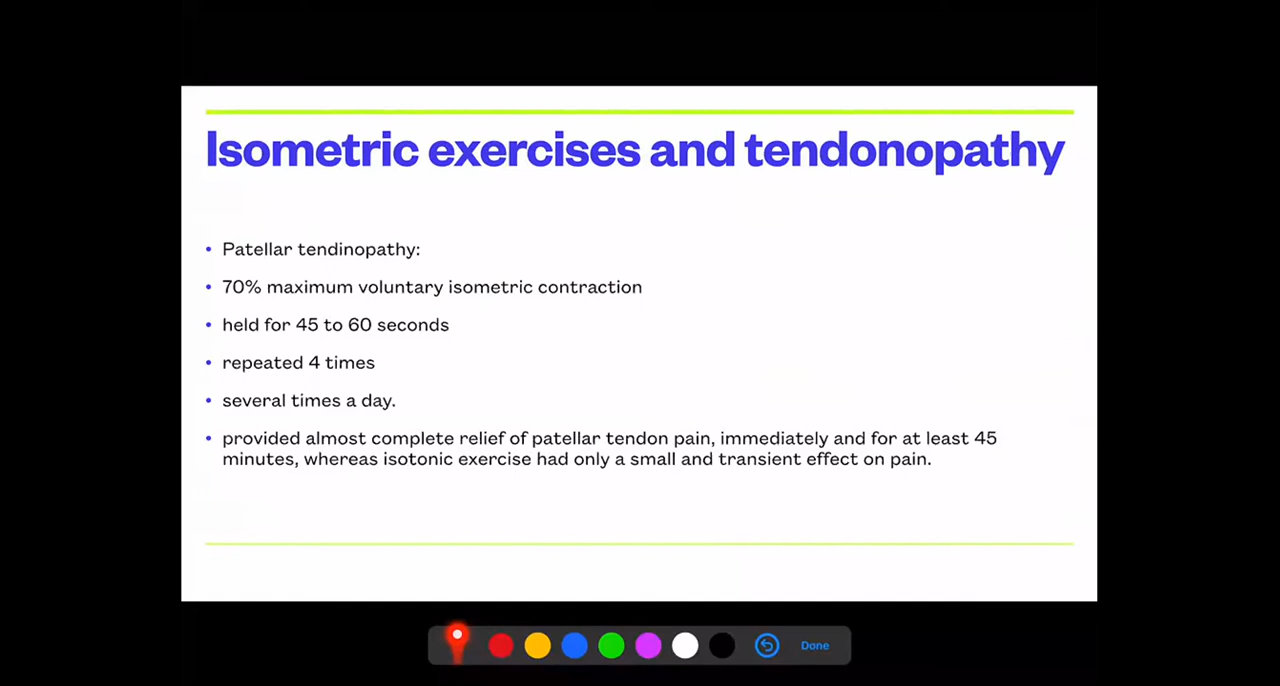 Isometric exercises and tendonopathy
• Patellar tendinopathy:
• 70% maximum voluntary isometric contraction
• held for 45 to 60 seconds
• repeated 4 times
• several times a day.
• provided almost complete relief of patellar tendon pain, immediately and for at least 45
minutes, whereas isotonic exercise had only a small and transient effect on pain.
Done